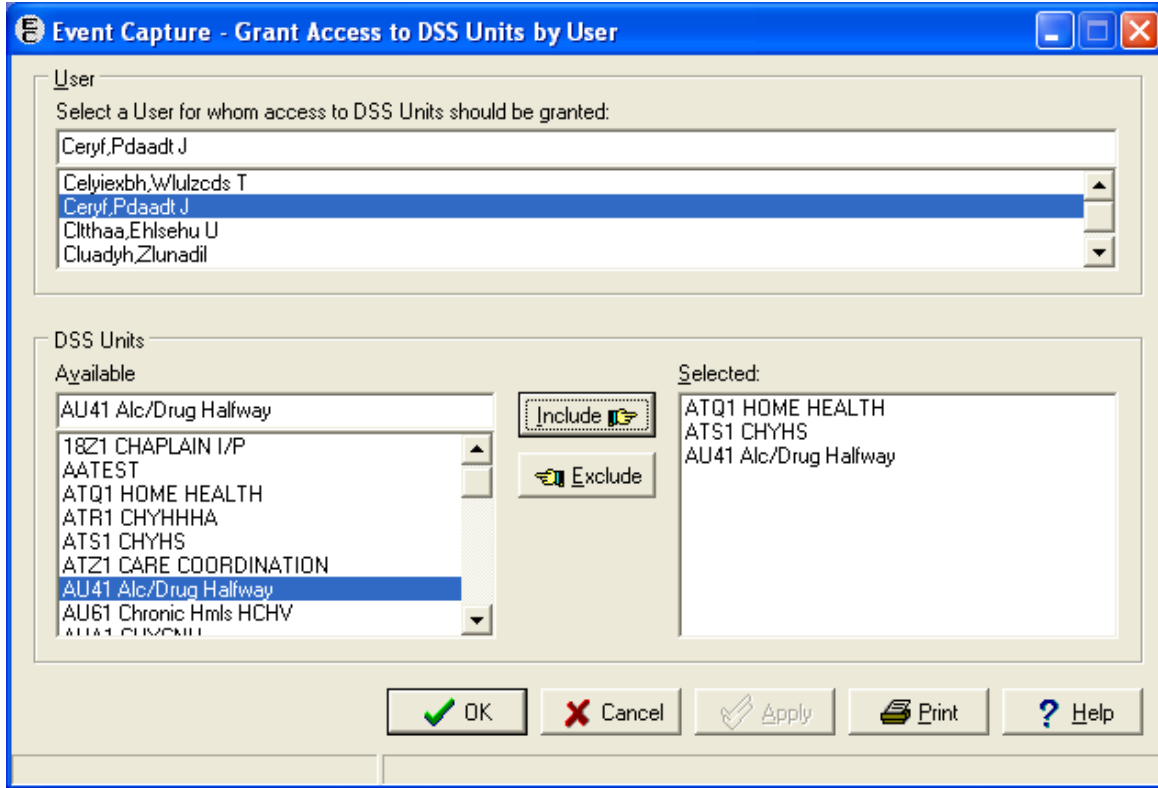 Event Capture - Grant Access to DSS Units by User
User
Select a User for whom access to DSS Units should be granted:
Ceryf,Pdaadt J
Celyiexbh,Wlulzcds T
Ceryf,Pdaadt J
Cltthaa,Ehlsehu U
Cluadyh,Zlunadil
DSS Units
Available
AU41 Alc/Drug Halfway
18Z1 CHAPLAIN I/P
AATEST
ATQ1 HOME HEALTH
ATR1 CHYHHHA
ATS1 CHYHS
ATZ1 CARE COORDINATION
AU41 Alc/Drug Halfway
AU61 Chronic Hmls HCHV
Include
Exclude
Selected:
ATQ1 HOME HEALTH
ATS1 CHYHS
AU41 Alc/Drug Halfway
OK
Cancel
Apply
Print
? Help